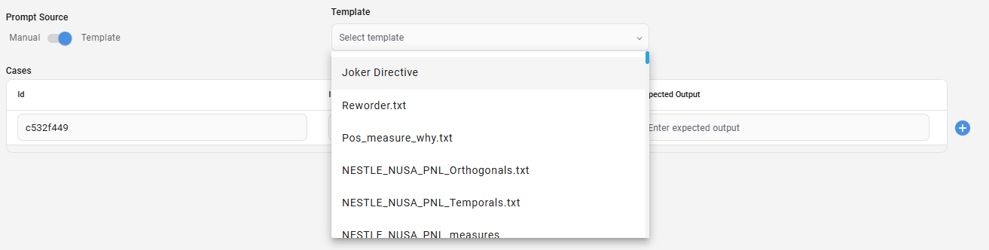 Prompt Source
Manual
Template
Template
Select template
Joker Directive
Reworder.txt
Pos_measure_why.txt
NESTLE_NUSA_PNL_Orthogonals.txt
NESTLE_NUSA_PNL_Temporals.txt
NESTLE_NUSA_PNL_measures
Cases
Id
pected Output
c532f449
Enter expected output